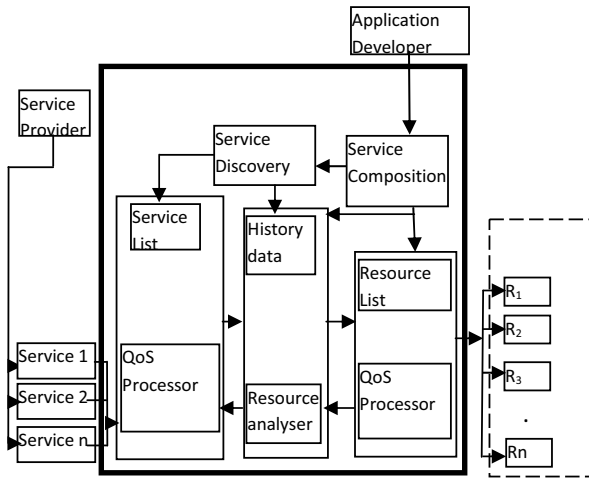 Application
Developer
Service
Provider
Service
Discovery
Service
Composition
Service
List
History
data
Resource
List
R1
R2
R3
.
Rn
Service 1
Service 2
Service n
QoS
Processor
Resource
analyser
QoS
Processor